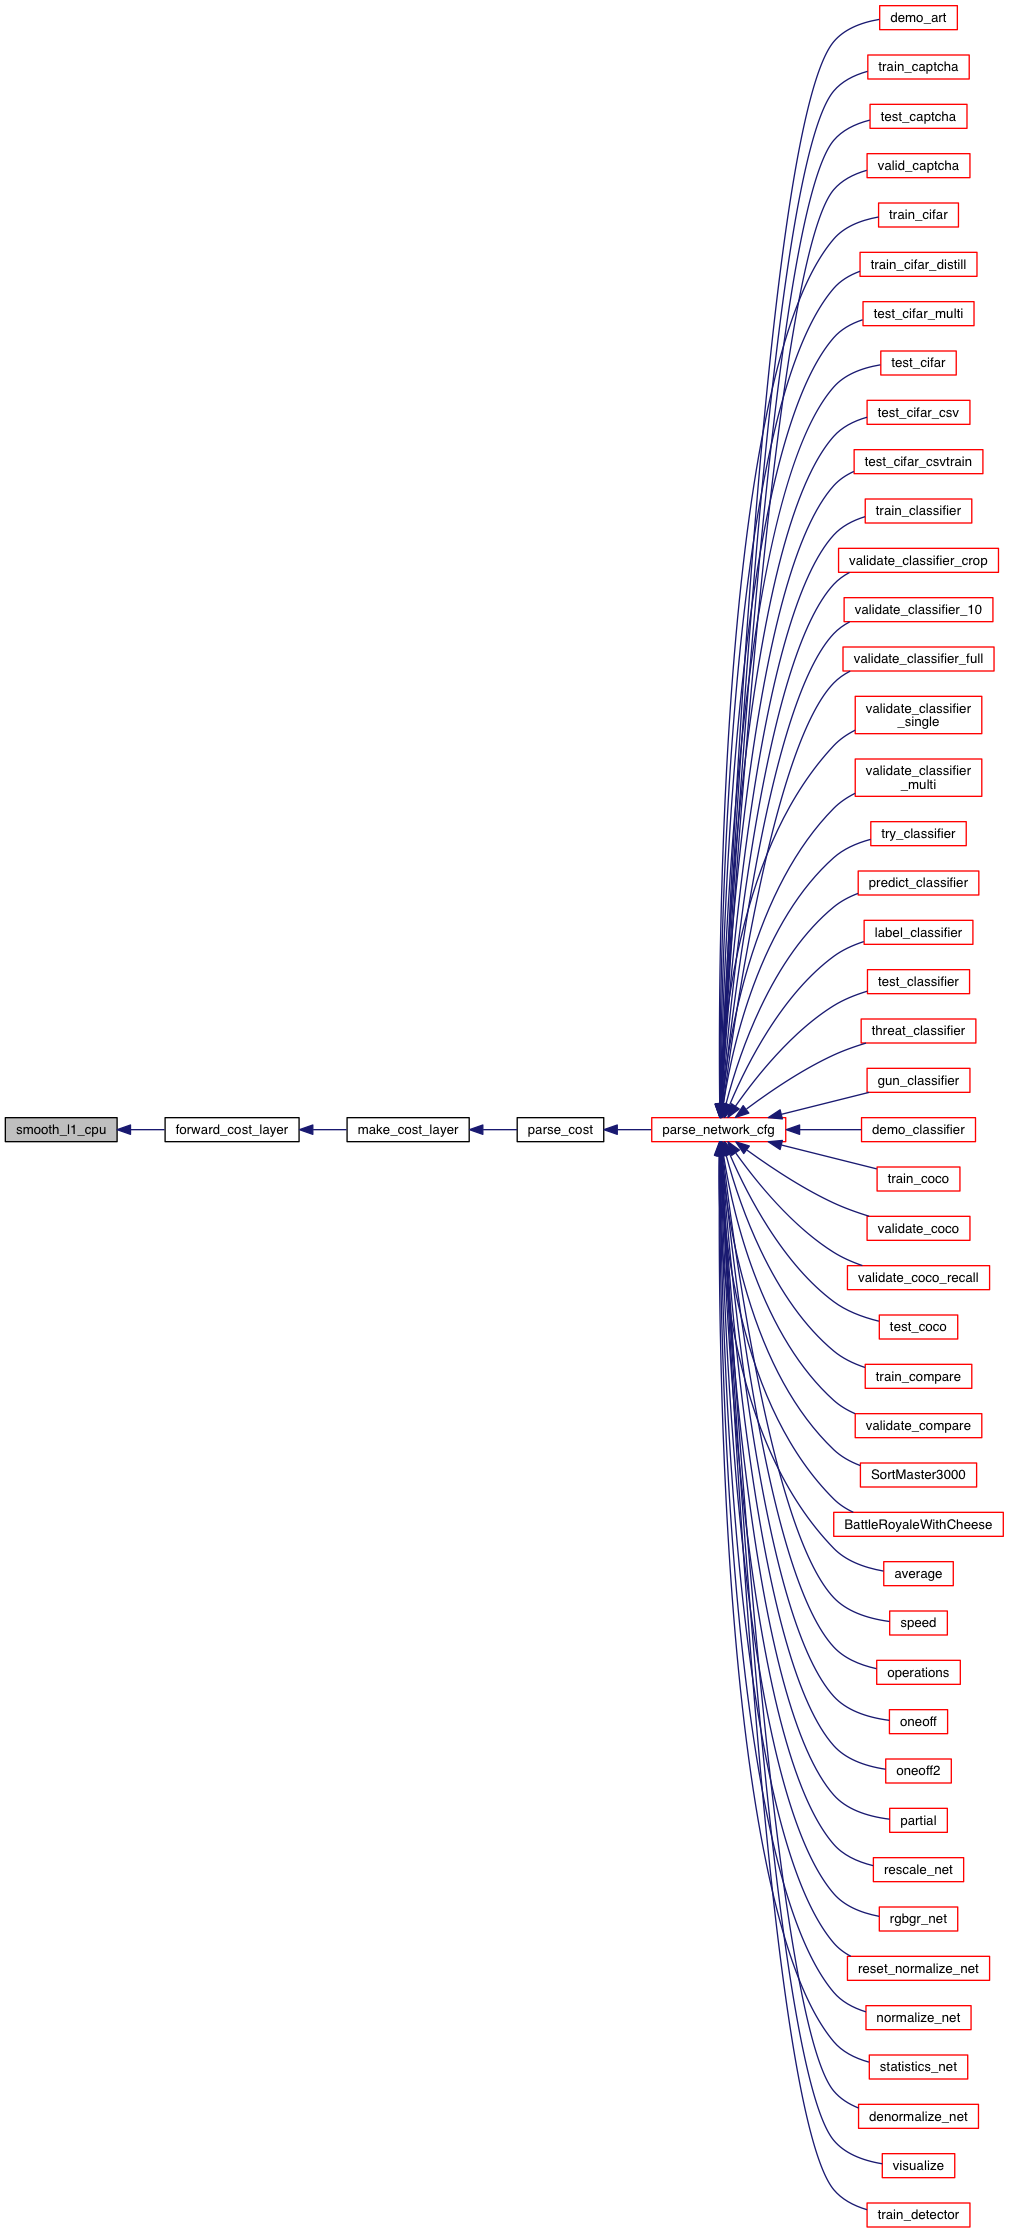 demo_art
train_captcha
test_captcha
valid_captcha
train_cifar
train_cifar_distill
test_cifar_multi
test_cifar
test_cifar_csv
test_cifar_csvtrain
train_classifier
validate_classifier_crop
validate_classifier_10
validate_classifier_full
validate_classifier
_single
validate_classifier
_multi
try_classifier
predict_classifier
label_classifier
test_classifier
threat_classifier
gun_classifier
smooth_l1_cpu
forward_cost_layer
make_cost_layer
parse_cost
parse_network_cfg
demo_classifier
train_coco
validate_coco
validate_coco_recall
test_coco
train_compare
validate_compare
SortMaster3000
BattleRoyaleWithCheese
average
speed
operations
oneoff
oneoff2
partial
rescale_net
rgbgr_net
reset_normalize_net
normalize_net
statistics_net
denormalize_net
visualize
train_detector